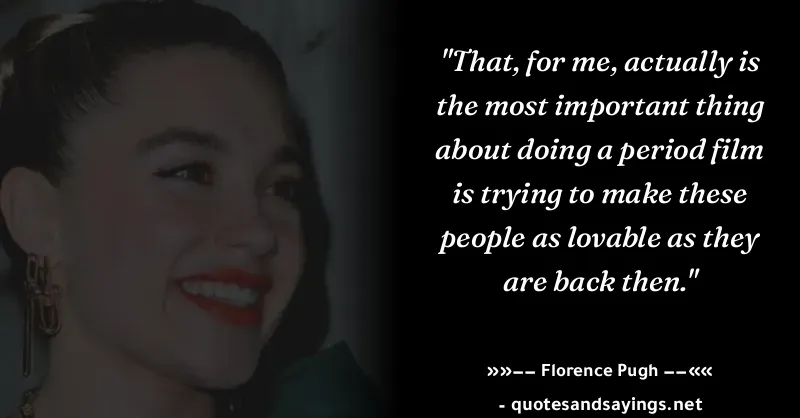 "That, for me, actually is
the most important thing
about doing a period film
is trying to make these
people as lovable as they
are back then."
»»−− Florence Pugh −−««
- quotesandsayings.net